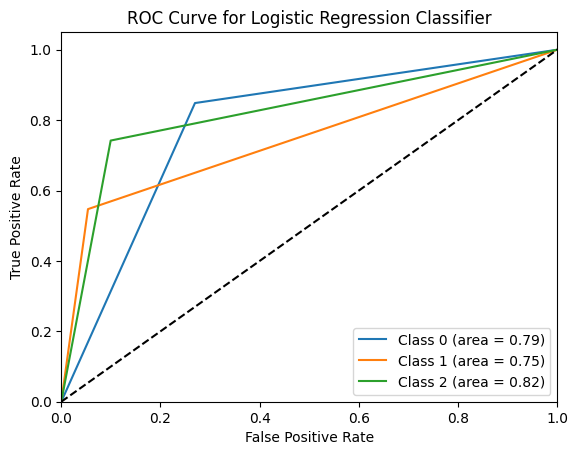 ROC Curve for Logistic Regression Classifier
True Positive Rate
1.0
0.8
0.6
0.4
0.2
0.0
Class 0 (area = 0.79)
Class 1 (area = 0.75)
Class 2 (area = 0.82)
0.0 0.2 0.4 0.6 0.8 1.0
False Positive Rate